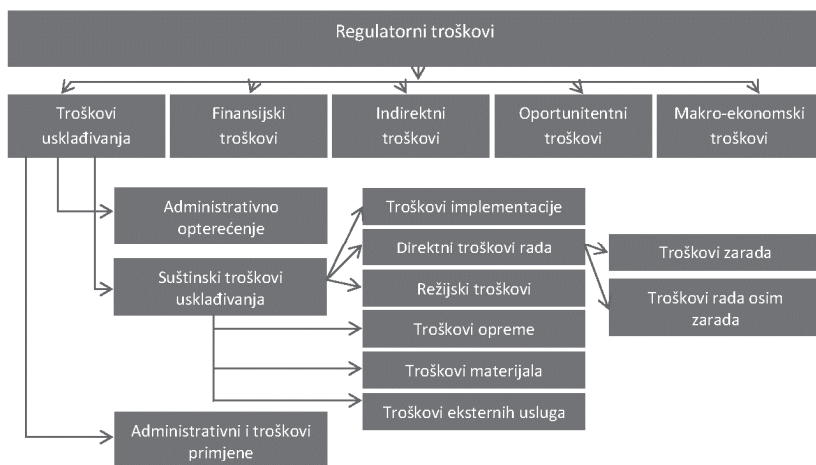 Regulatorni troškovi
Troškovi
usklađivanja
Finansijski
troškovi
Indirektni
troškovi
Oportunitentni
troškovi
Makro-ekonomski
troškovi
Administrativno
opterećenje
Suštinski troškovi
usklađivanja
Administrativni i troškovi
primjene
Troškovi implementacije
Direktni troškovi rada
Režijski troškovi
Troškovi opreme
Troškovi materijala
Troškovi eksternih usluga
Troškovi zarada
Troškovi rada osim
zarada